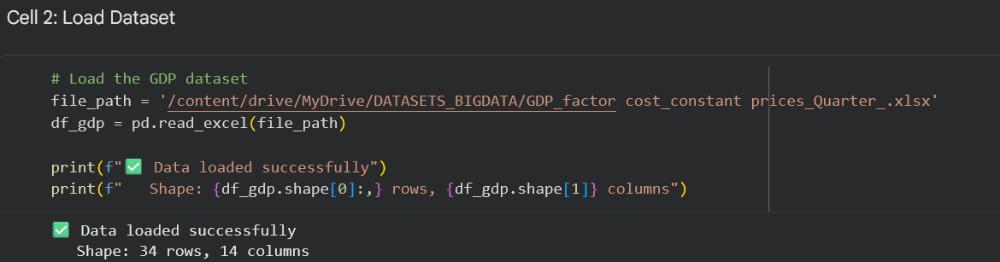 Cell 2: Load Dataset
# Load the GDP dataset
file_path = '/content/drive/MyDrive/DATASETS_BIGDATA/GDP_factor cost_constant prices_Quarter_.xlsx'
df_gdp = pd.read_excel(file_path)
print(f"✅ Data loaded successfully")
print(f"   Shape: {df_gdp.shape[0]:,} rows, {df_gdp.shape[1]} columns")
✅ Data loaded successfully
   Shape: 34 rows, 14 columns